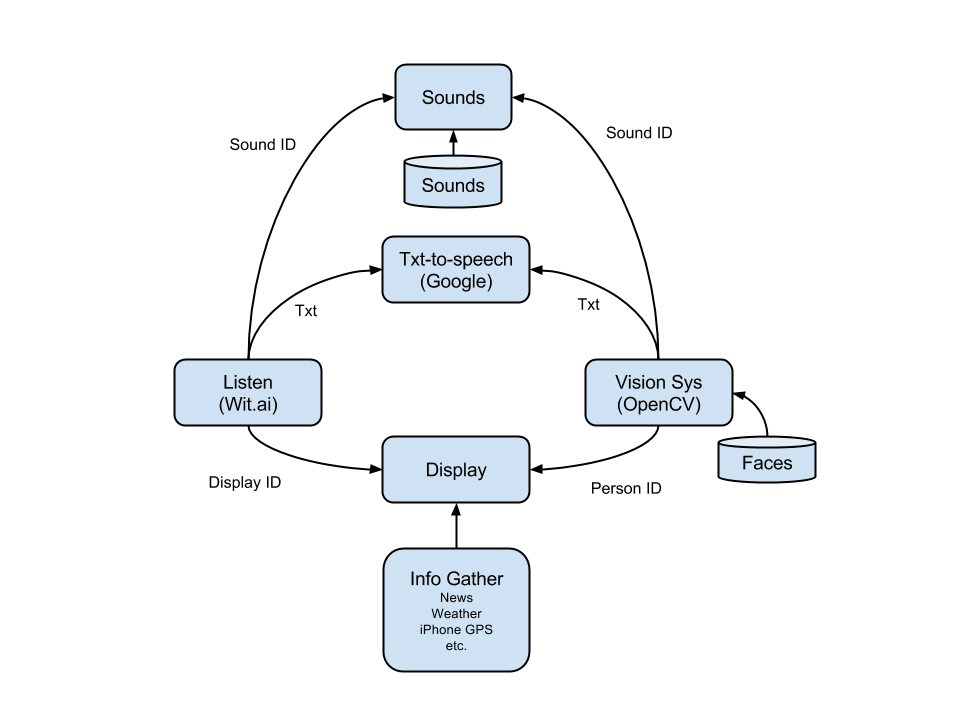 Sounds
Sound ID
Sound ID
Sounds
Txt-to-speech
(Google)
Txt
Txt
Listen
(Wit.ai)
Vision Sys
(OpenCV)
Display
Faces
Display ID
Person ID
Info Gather
News
Weather
iPhone GPS
etc.